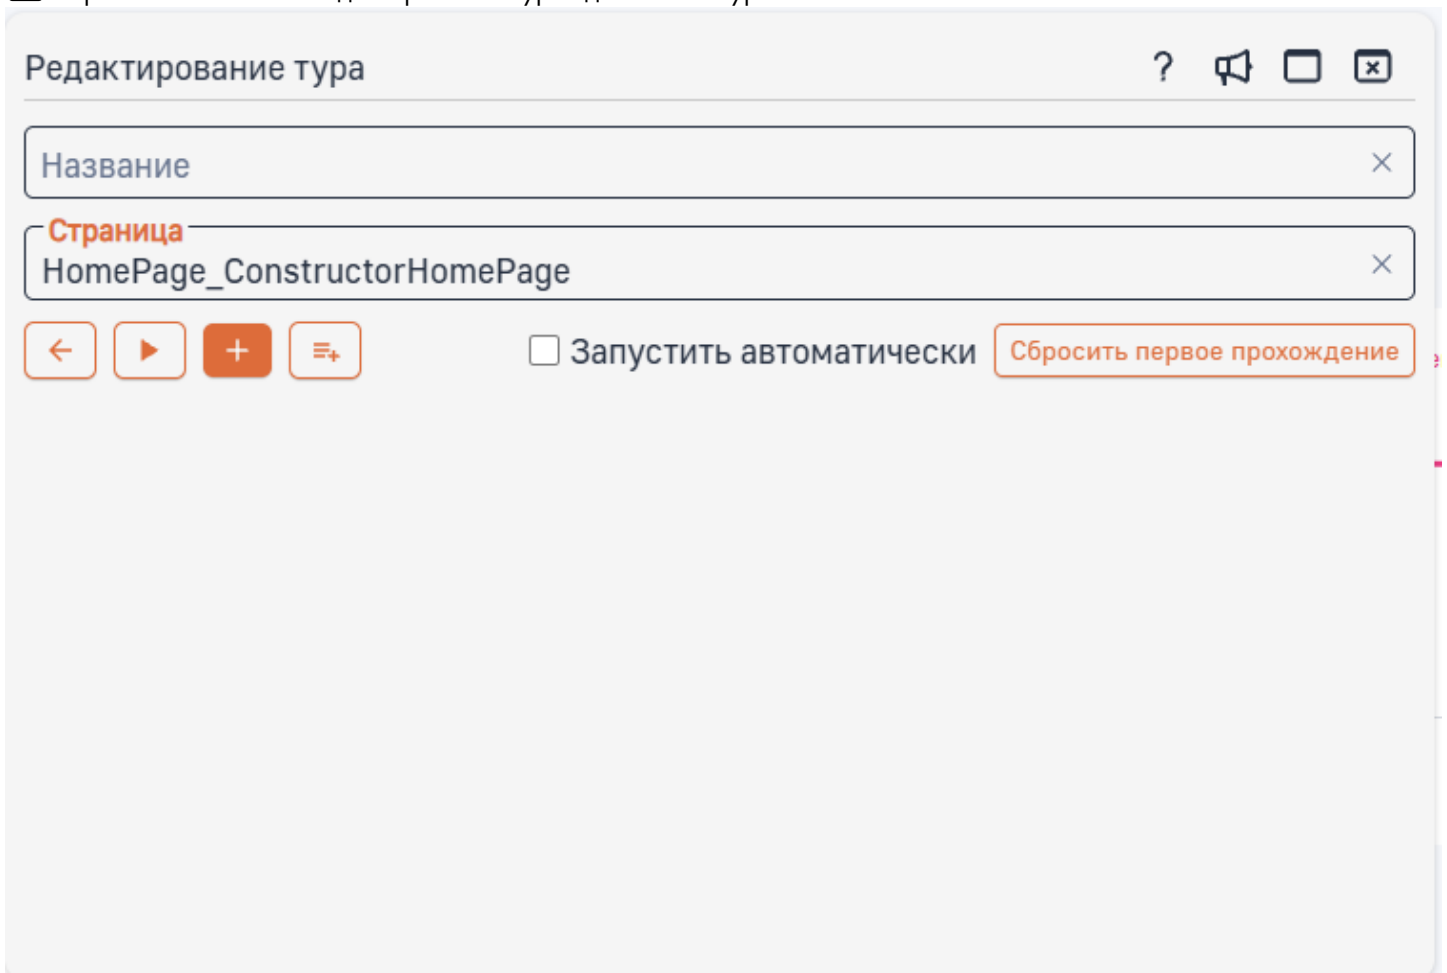 Редактирование тура
Название
Страница
HomePage_ConstructorHomePage
Запустить автоматически Сбросить первое прохождение